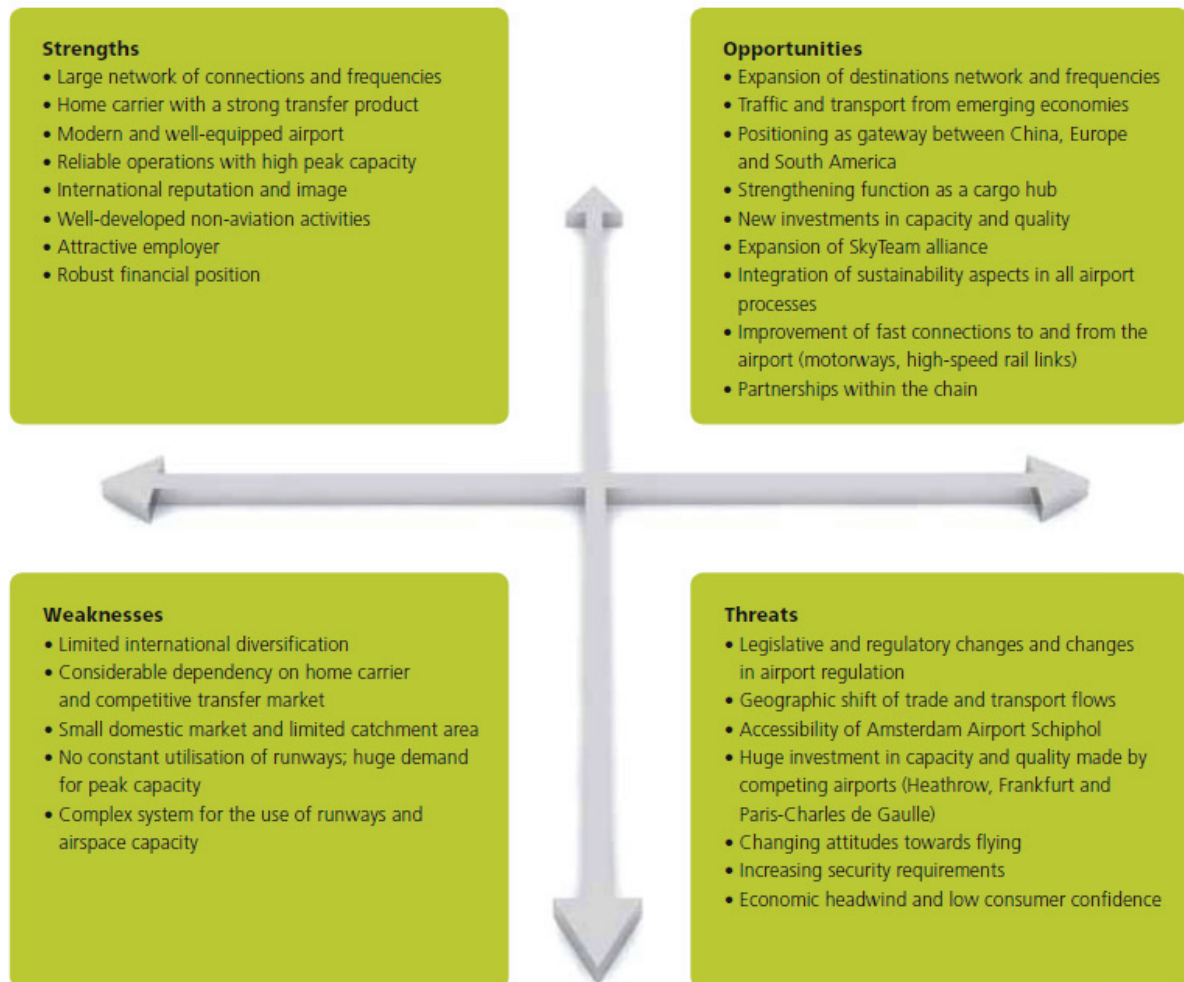 Strengths
• Large network of connections and frequencies
• Home carrier with a strong transfer product
• Modern and well-equipped airport
• Reliable operations with high peak capacity
• International reputation and image
• Well-developed non-aviation activities
• Attractive employer
• Robust financial position
Opportunities
• Expansion of destinations network and frequencies
• Traffic and transport from emerging economies
• Positioning as gateway between China, Europe
and South America
• Strengthening function as a cargo hub
• New investments in capacity and quality
• Expansion of SkyTeam alliance
• Integration of sustainability aspects in all airport
processes
• Improvement of fast connections to and from the
airport (motorways, high-speed rail links)
• Partnerships within the chain
Weaknesses
• Limited international diversification
• Considerable dependency on home carrier
and competitive transfer market
• Small domestic market and limited catchment area
• No constant utilisation of runways; huge demand
for peak capacity
• Complex system for the use of runways and
airspace capacity
Threats
• Legislative and regulatory changes and changes
in airport regulation
• Geographic shift of trade and transport flows
• Accessibility of Amsterdam Airport Schiphol
• Huge investment in capacity and quality made by
competing airports (Heathrow, Frankfurt and
Paris-Charles de Gaulle)
• Changing attitudes towards flying
• Increasing security requirements
• Economic headwind and low consumer confidence